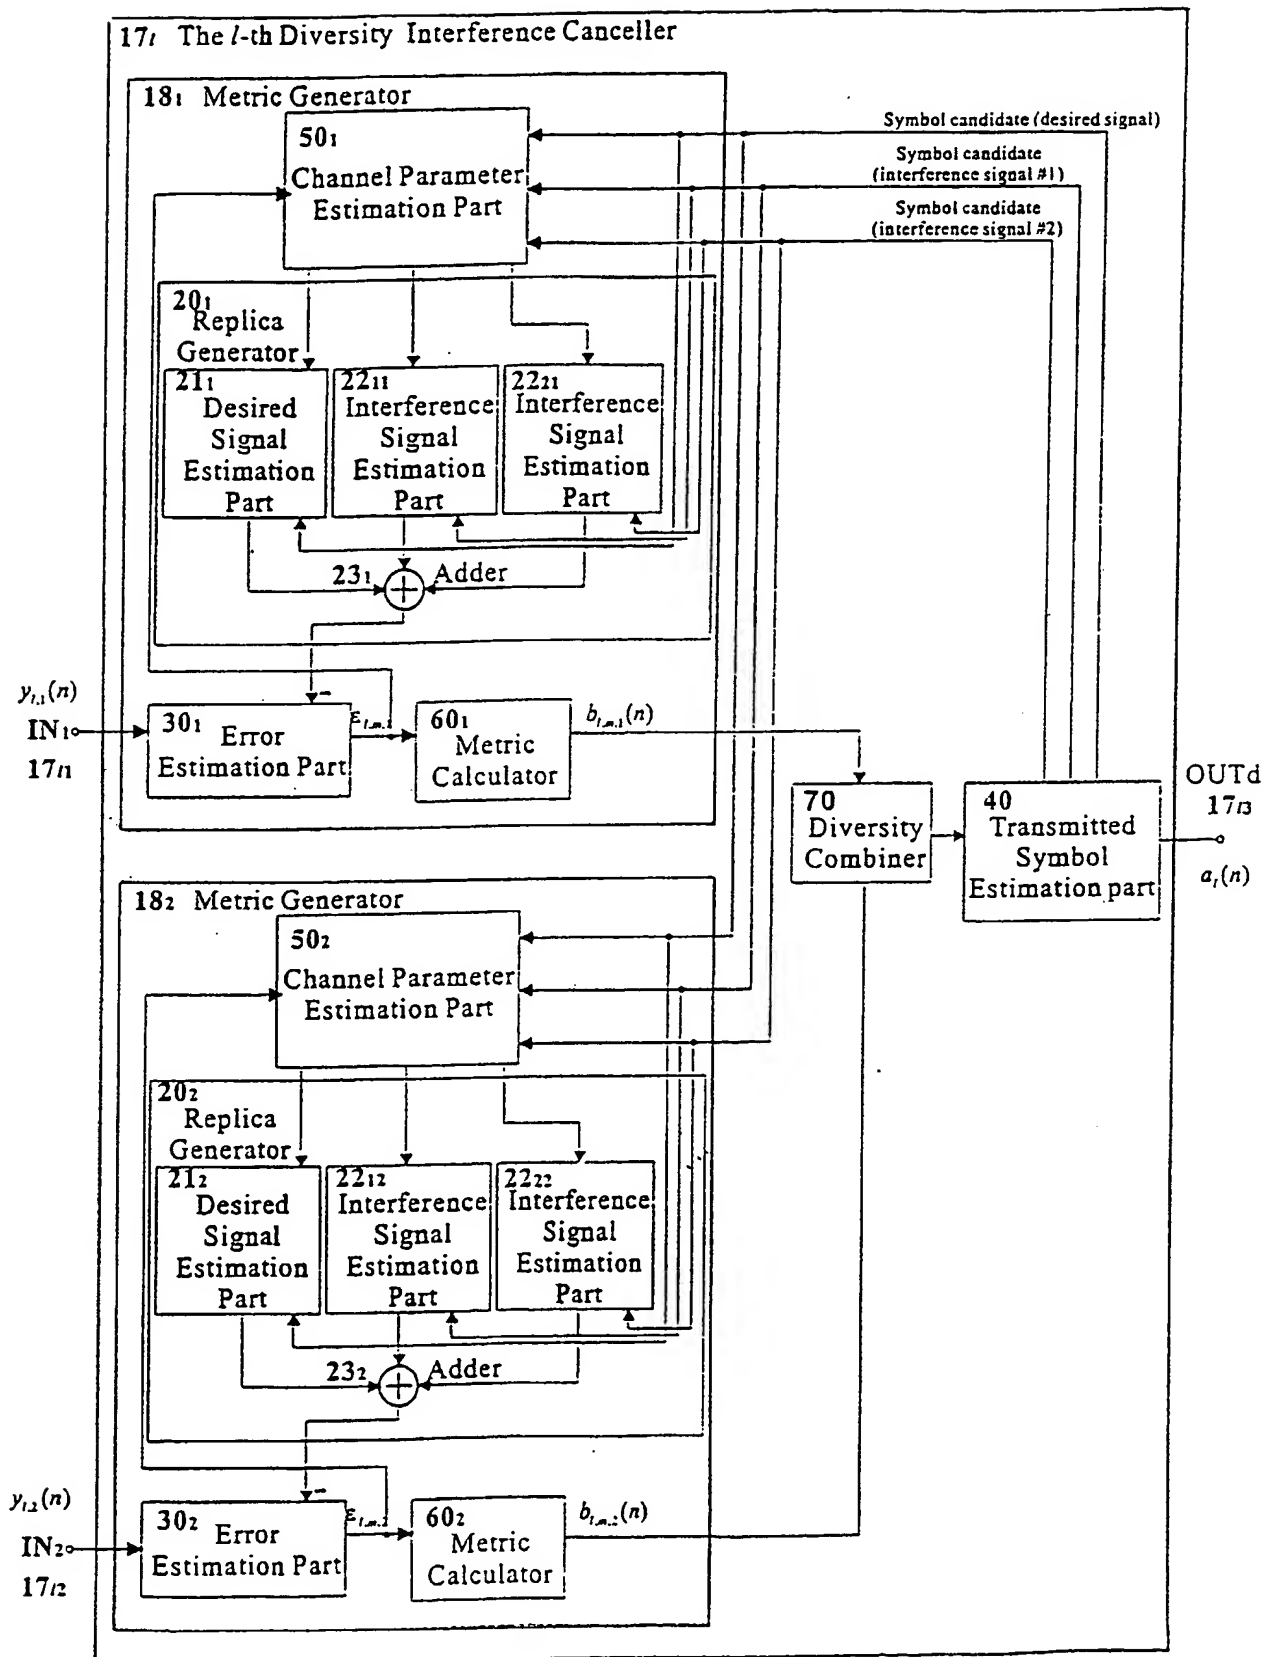 17l The l-th Diversity Interference Canceller
181 Metric Generator
501
Channel Parameter
Estimation Part
Symbol candidate (desired signal)
Symbol candidate
(interference signal #1)
Symbol candidate
(interference signal #2)
201
Replica
Generator
211
Desired
Signal
Estimation
Part
2211
Interference
Signal
Estimation
Part
2221
Interference
Signal
Estimation
Part
231
Adder
yl,1(n)
IN1
17l1
301
Error
Estimation Part
-
εl,m,1
601
Metric
Calculator
bl,m,1(n)
70
Diversity
Combiner
40
Transmitted
Symbol
Estimation part
OUTd
17l3
al(n)
182 Metric Generator
502
Channel Parameter
Estimation Part
202
Replica
Generator
212
Desired
Signal
Estimation
Part
2212
Interference
Signal
Estimation
Part
2222
Interference
Signal
Estimation
Part
232
Adder
yl,2(n)
IN2
17l2
302
Error
Estimation Part
-
εl,m,2
602
Metric
Calculator
bl,m,2(n)